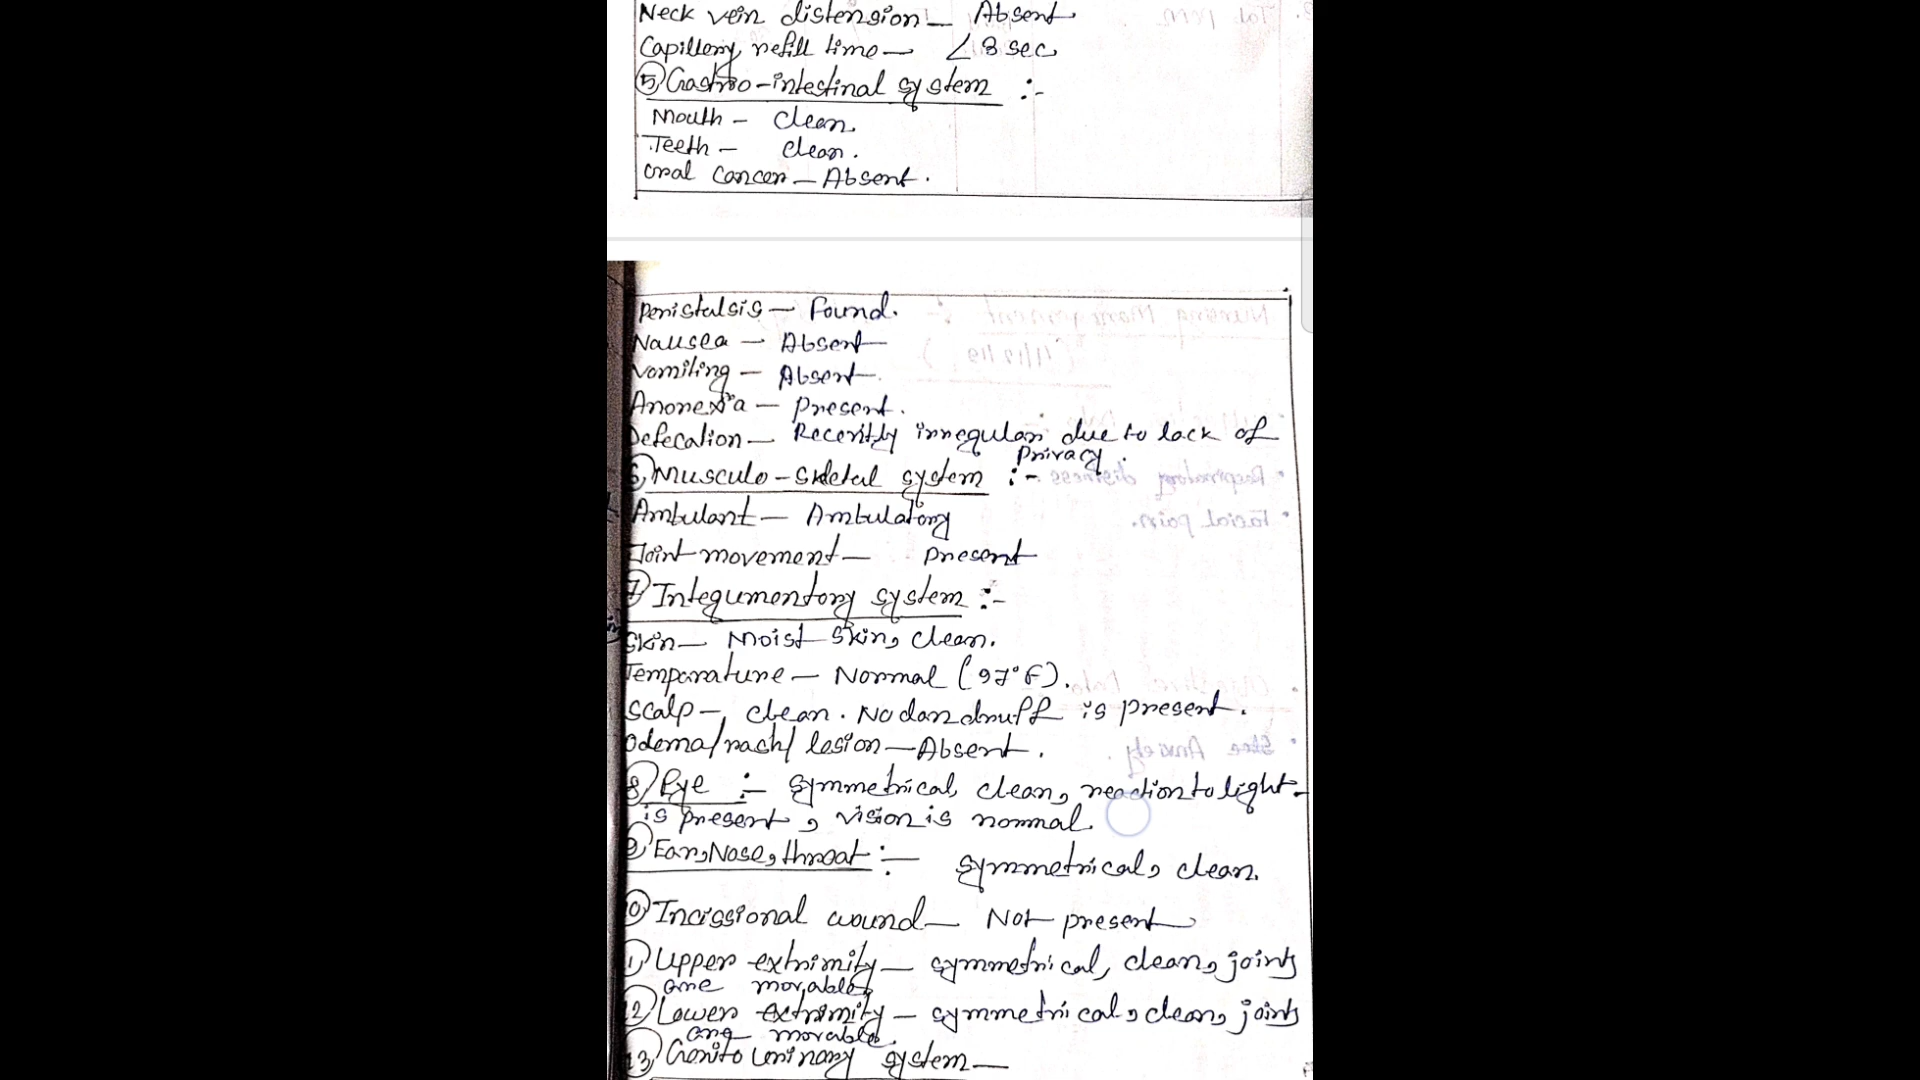 Neck vein distension — Absent.
Capillary refill time — < 3 sec
⑤ Gastro-intestinal system :-
Mouth - clean.
Teeth - clean.
Oral cancer — Absent.
Peristalsis — Found.
Nausea — Absent
Vomiting — Absent.
Anorexia — Present.
Defecation — Recently irregular due to lack of
privacy.
⑥ Musculo-skeletal system :-
Ambulant — Ambulatory
Joint movement — present
⑦ Integumentory system :-
Skin — Moist skin, clean.
Temparature — Normal (97°F).
Scalp — clean. No dandruff is present.
Odema/rash/lesion — Absent.
⑧ Eye :- symmetrical, clean, reaction to light
is present, vision is normal.
⑨ Ear, Nose, throat :- symmetrical, clean.
⑩ Incissional wound — Not present
⑪ Upper extrimity — symmetrical, clean, joints
are movable.
⑫ Lower extrimity — symmetrical, clean, joints
are movable.
⑬ Genito urinary system —